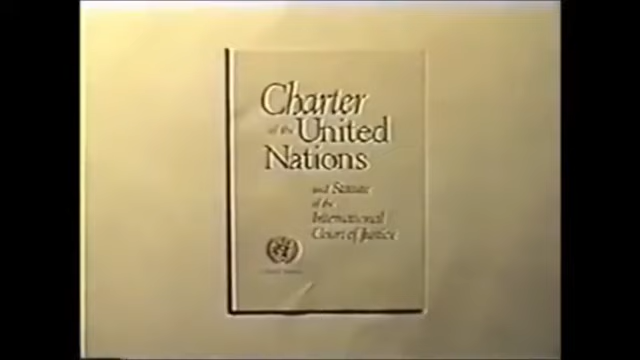 Charter
of the United
Nations
and Statute
of the
International
Court of Justice